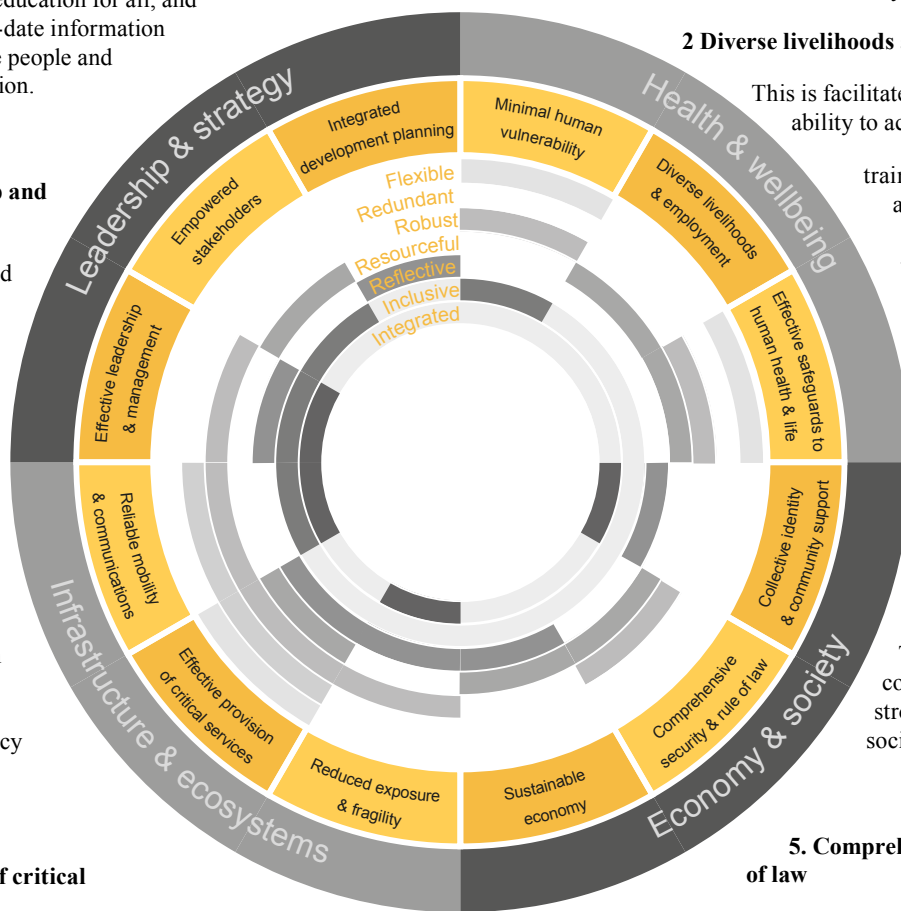 education for all, and
-date information
people and
ion.
2 Diverse livelihoods
This is facilitate
ability to ac
train
a
and
d
cy
f critical
co
stro
soci
5. Compreh
of law
Leadership & strategy
Health & wellbeing
Economy & society
Infrastructure & ecosystems
Integrated
development planning
Minimal human
vulnerability
Diverse livelihoods
& employment
Effective safeguards to
human health & life
Collective identity
& community support
Comprehensive
security & rule of law
Sustainable
economy
Reduced exposure
& fragility
Effective provision
of critical services
Reliable mobility
& communications
Effective leadership
& management
Empowered
stakeholders
Flexible
Redundant
Robust
Resourceful
Reflective
Inclusive
Integrated